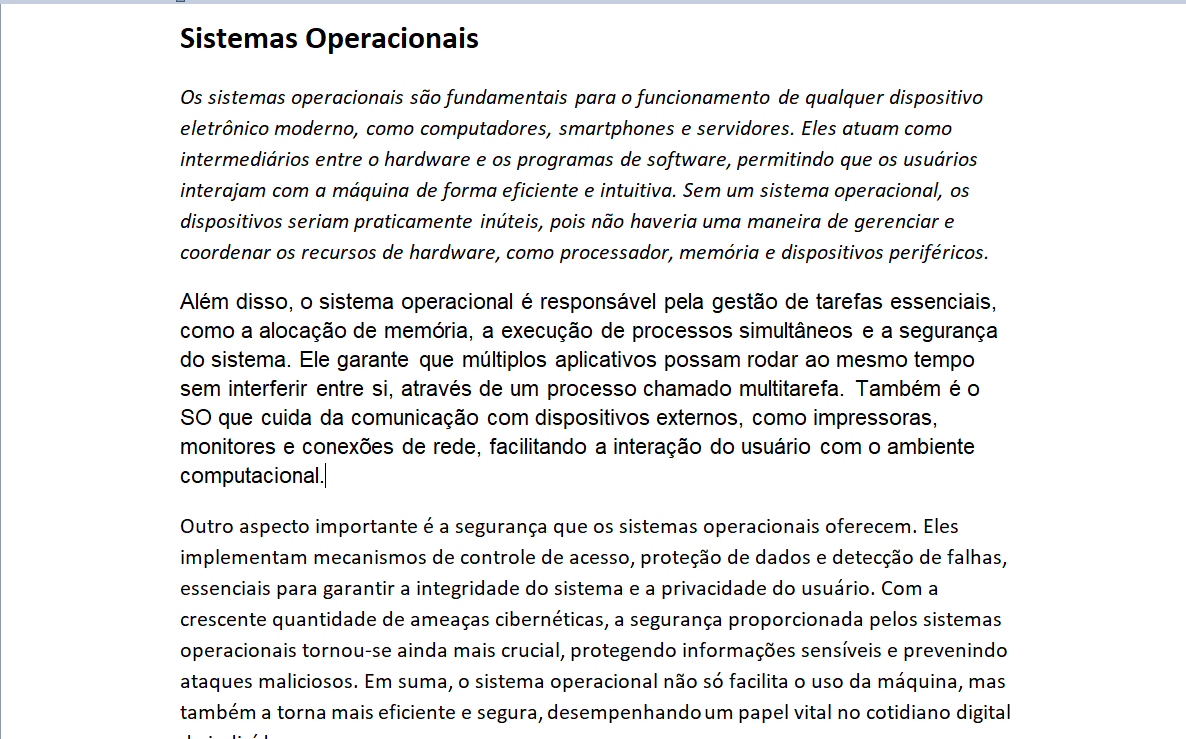 Sistemas Operacionais
Os sistemas operacionais são fundamentais para o funcionamento de qualquer dispositivo
eletrônico moderno, como computadores, smartphones e servidores. Eles atuam como
intermediários entre o hardware e os programas de software, permitindo que os usuários
interajam com a máquina de forma eficiente e intuitiva. Sem um sistema operacional, os
dispositivos seriam praticamente inúteis, pois não haveria uma maneira de gerenciar e
coordenar os recursos de hardware, como processador, memória e dispositivos periféricos.
Além disso, o sistema operacional é responsável pela gestão de tarefas essenciais,
como a alocação de memória, a execução de processos simultâneos e a segurança
do sistema. Ele garante que múltiplos aplicativos possam rodar ao mesmo tempo
sem interferir entre si, através de um processo chamado multitarefa. Também é o
SO que cuida da comunicação com dispositivos externos, como impressoras,
monitores e conexões de rede, facilitando a interação do usuário com o ambiente
computacional.
Outro aspecto importante é a segurança que os sistemas operacionais oferecem. Eles
implementam mecanismos de controle de acesso, proteção de dados e detecção de falhas,
essenciais para garantir a integridade do sistema e a privacidade do usuário. Com a
crescente quantidade de ameaças cibernéticas, a segurança proporcionada pelos sistemas
operacionais tornou-se ainda mais crucial, protegendo informações sensíveis e prevenindo
ataques maliciosos. Em suma, o sistema operacional não só facilita o uso da máquina, mas
também a torna mais eficiente e segura, desempenhando um papel vital no cotidiano digital